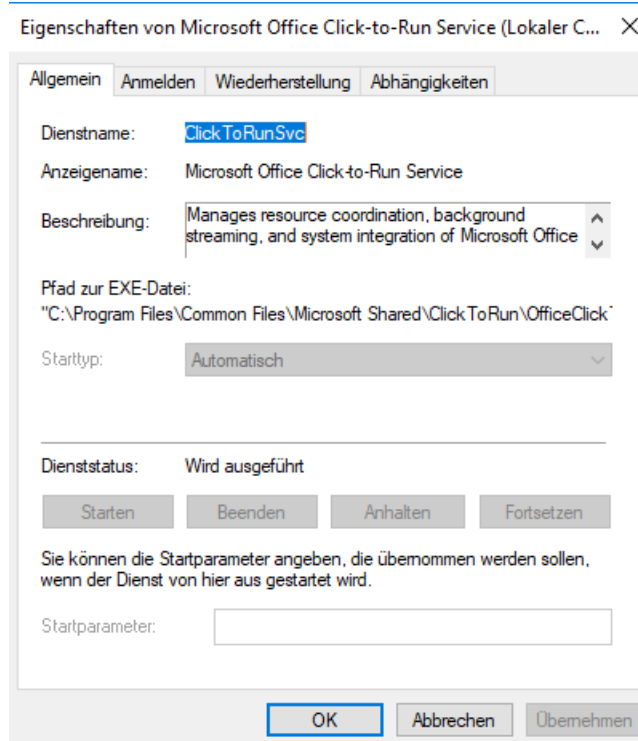 Eigenschaften von Microsoft Office Click-to-Run Service (Lokaler C...
Allgemein Anmelden Wiederherstellung Abhängigkeiten
Dienstname: ClickToRunSvc
Anzeigename: Microsoft Office Click-to-Run Service
Beschreibung: Manages resource coordination, background
streaming, and system integration of Microsoft Office
Pfad zur EXE-Datei:
"C:\Program Files\Common Files\Microsoft Shared\ClickToRun\OfficeClick
Starttyp: Automatisch
Dienststatus: Wird ausgeführt
Starten Beenden Anhalten Fortsetzen
Sie können die Startparameter angeben, die übernommen werden sollen,
wenn der Dienst von hier aus gestartet wird.
Startparameter:
OK Abbrechen Übernehmen